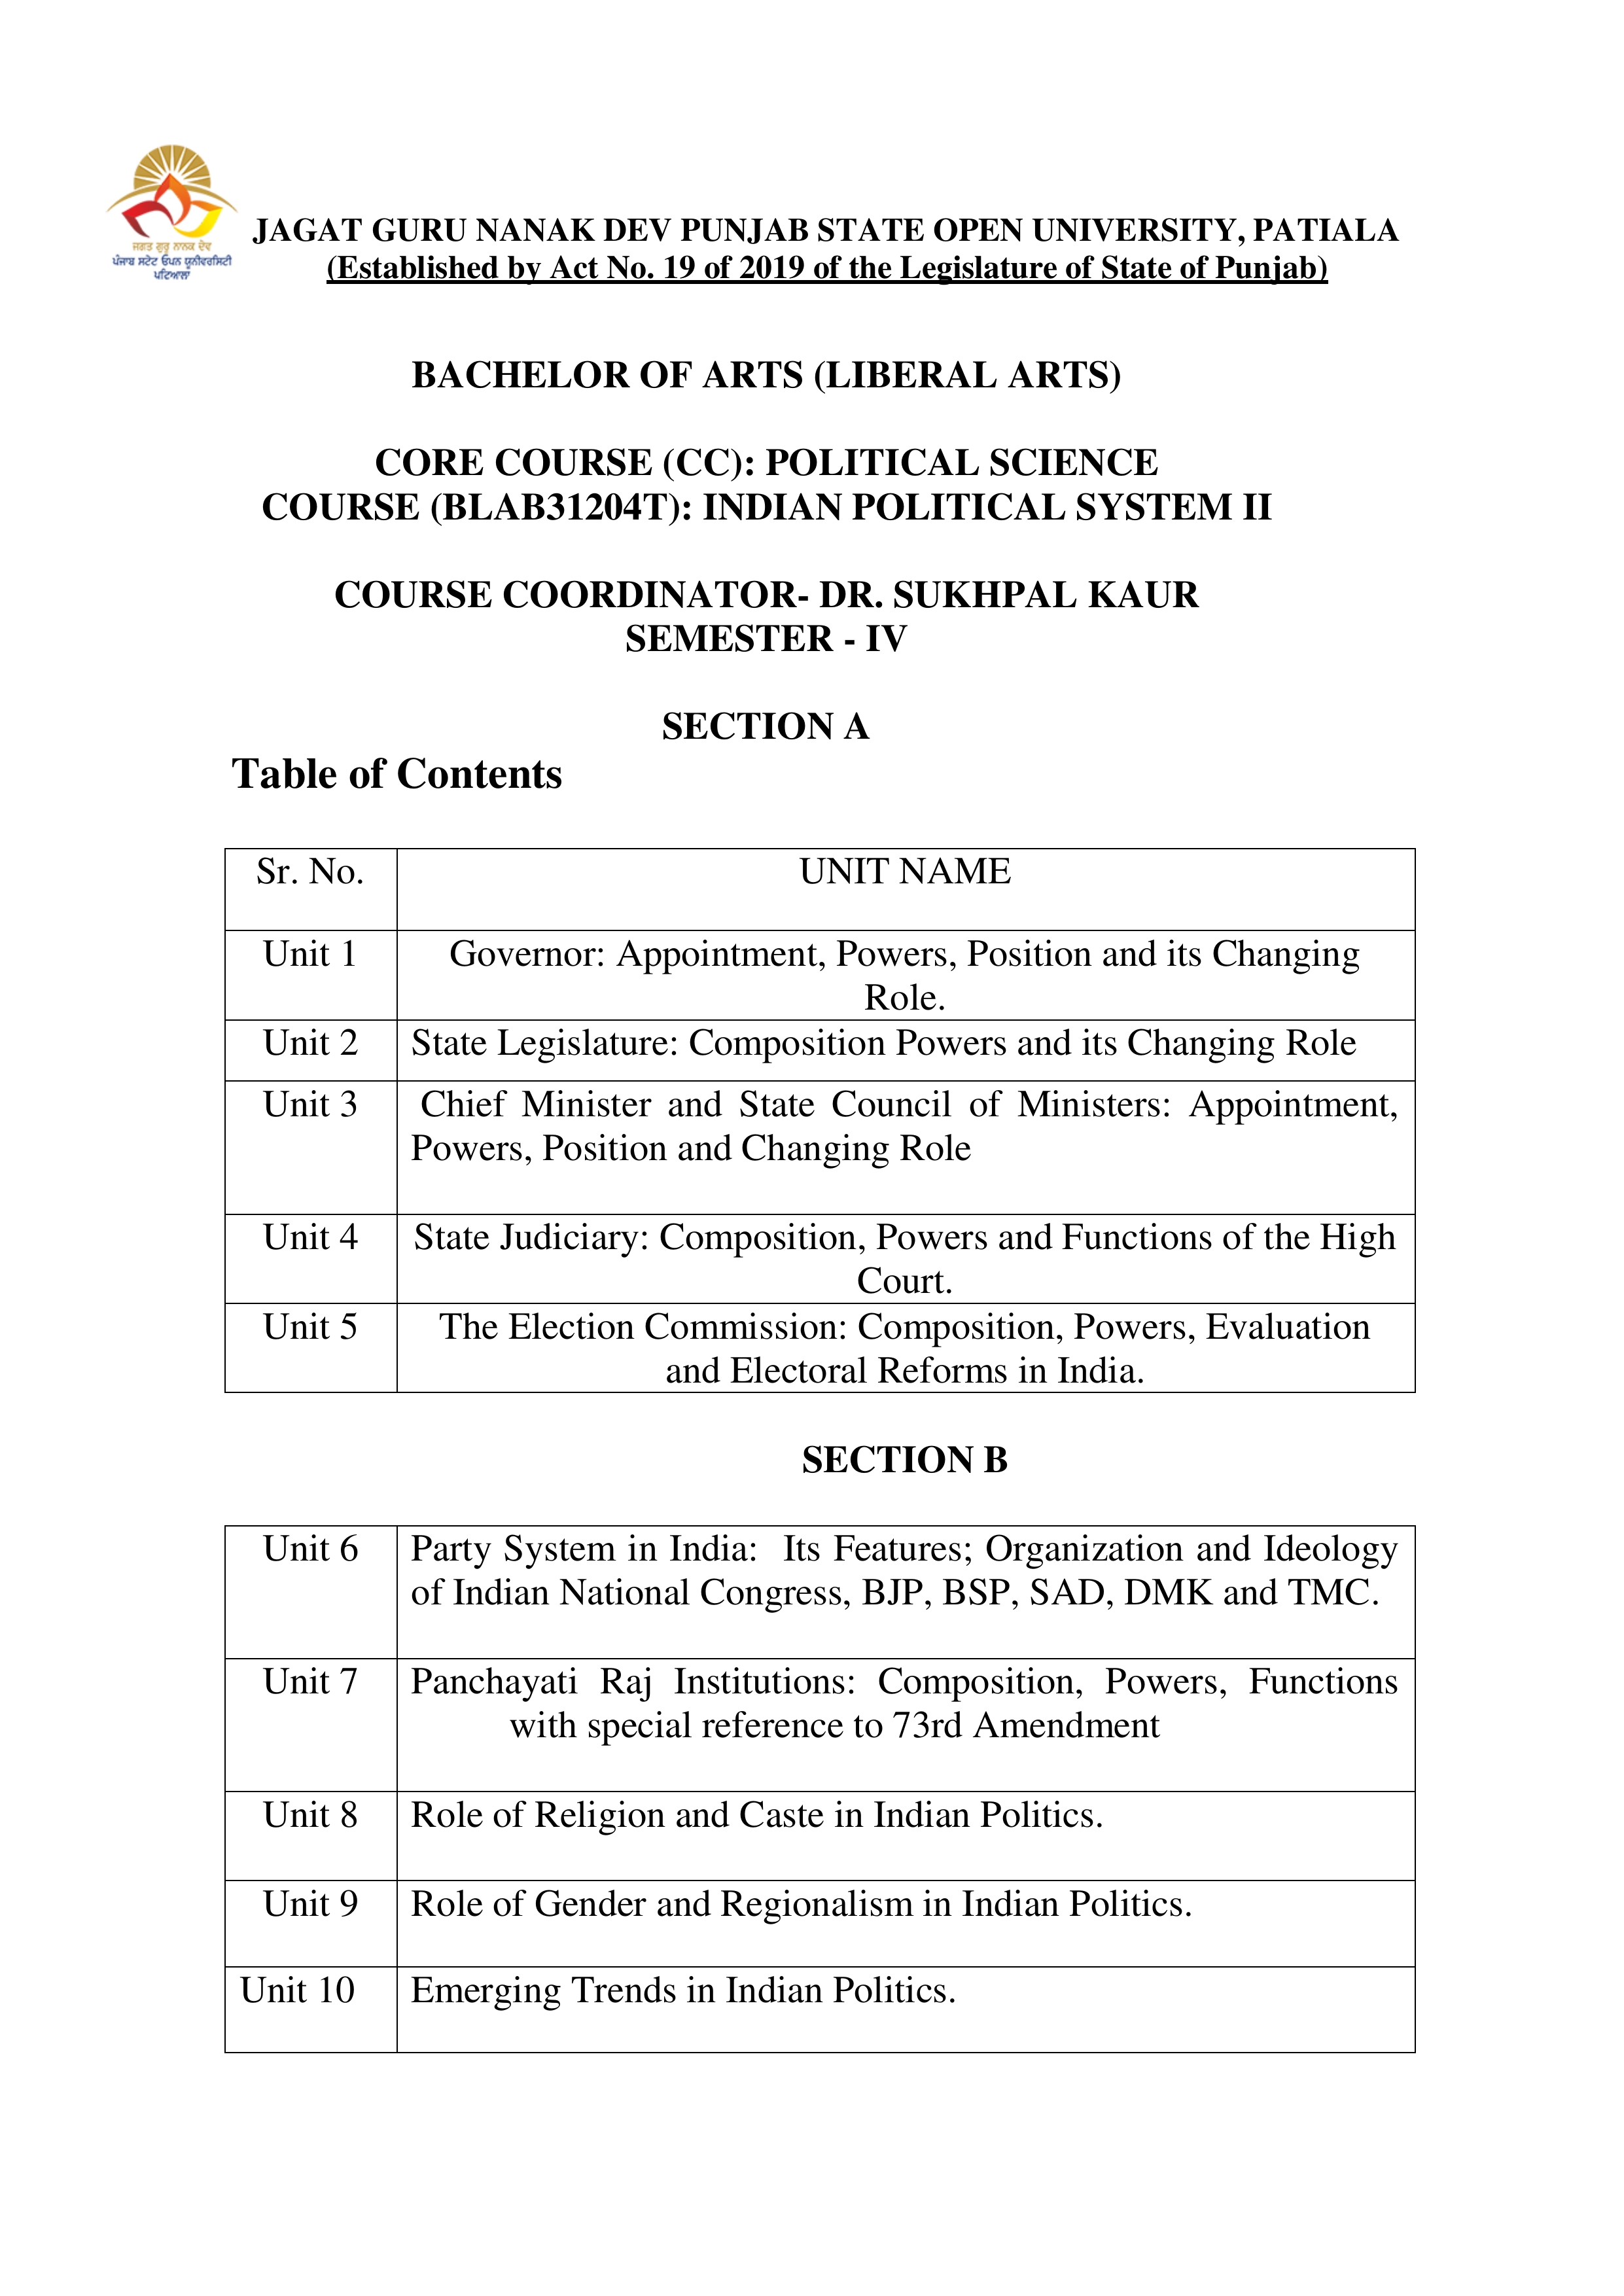 ਜਗਤ ਗੁਰੂ ਨਾਨਕ ਦੇਵ
ਪੰਜਾਬ ਸਟੇਟ ਓਪਨ ਯੂਨੀਵਰਸਿਟੀ
ਪਟਿਆਲਾ
JAGAT GURU NANAK DEV PUNJAB STATE OPEN UNIVERSITY, PATIALA
(Established by Act No. 19 of 2019 of the Legislature of State of Punjab)
BACHELOR OF ARTS (LIBERAL ARTS)
CORE COURSE (CC): POLITICAL SCIENCE
COURSE (BLAB31204T): INDIAN POLITICAL SYSTEM II
COURSE COORDINATOR- DR. SUKHPAL KAUR
SEMESTER - IV
SECTION A
Table of Contents
Sr. No. UNIT NAME
Unit 1 Governor: Appointment, Powers, Position and its Changing
Role.
Unit 2 State Legislature: Composition Powers and its Changing Role
Unit 3 Chief Minister and State Council of Ministers: Appointment,
Powers, Position and Changing Role
Unit 4 State Judiciary: Composition, Powers and Functions of the High
Court.
Unit 5 The Election Commission: Composition, Powers, Evaluation
and Electoral Reforms in India.
SECTION B
Unit 6 Party System in India: Its Features; Organization and Ideology
of Indian National Congress, BJP, BSP, SAD, DMK and TMC.
Unit 7 Panchayati Raj Institutions: Composition, Powers, Functions
with special reference to 73rd Amendment
Unit 8 Role of Religion and Caste in Indian Politics.
Unit 9 Role of Gender and Regionalism in Indian Politics.
Unit 10 Emerging Trends in Indian Politics.